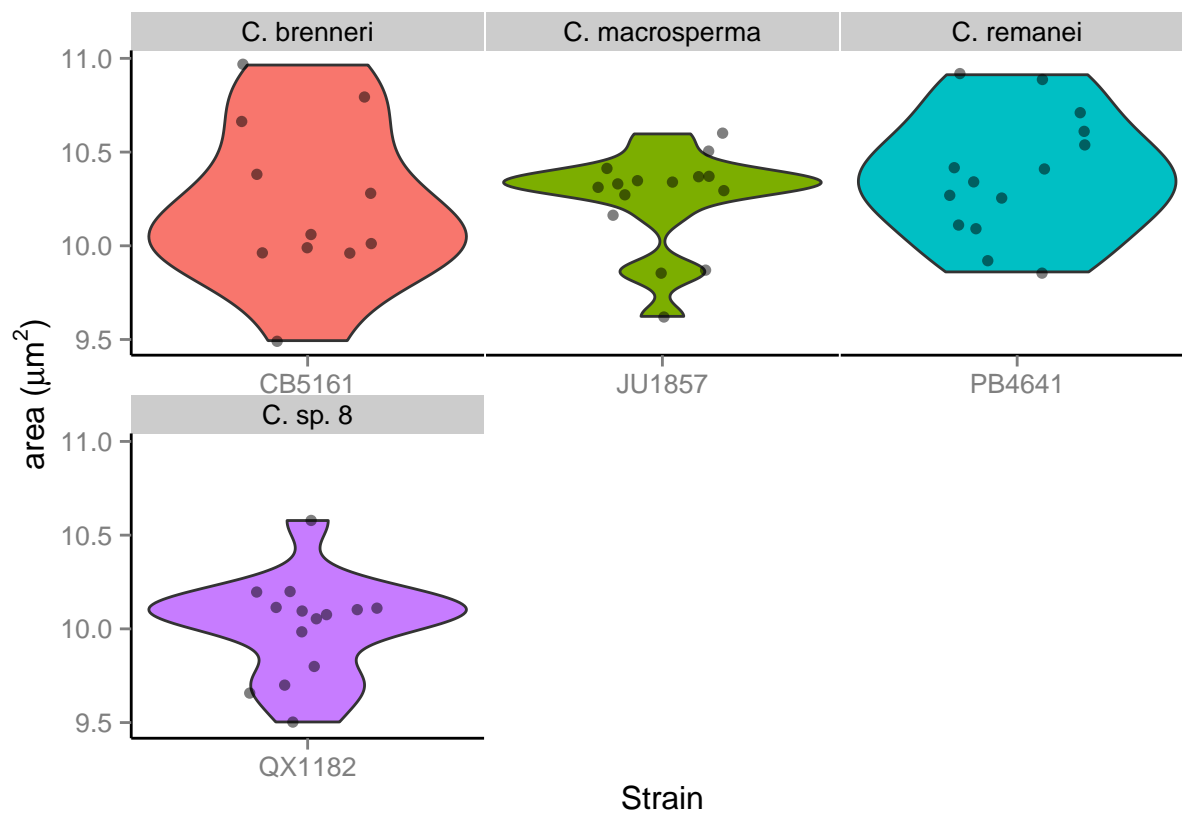 C. brenneri C. macrosperma C. remanei
11.0
10.5
10.0
9.5
CB5161 JU1857 PB4641
area (μm²)
C. sp. 8
11.0
10.5
10.0
9.5
QX1182
Strain